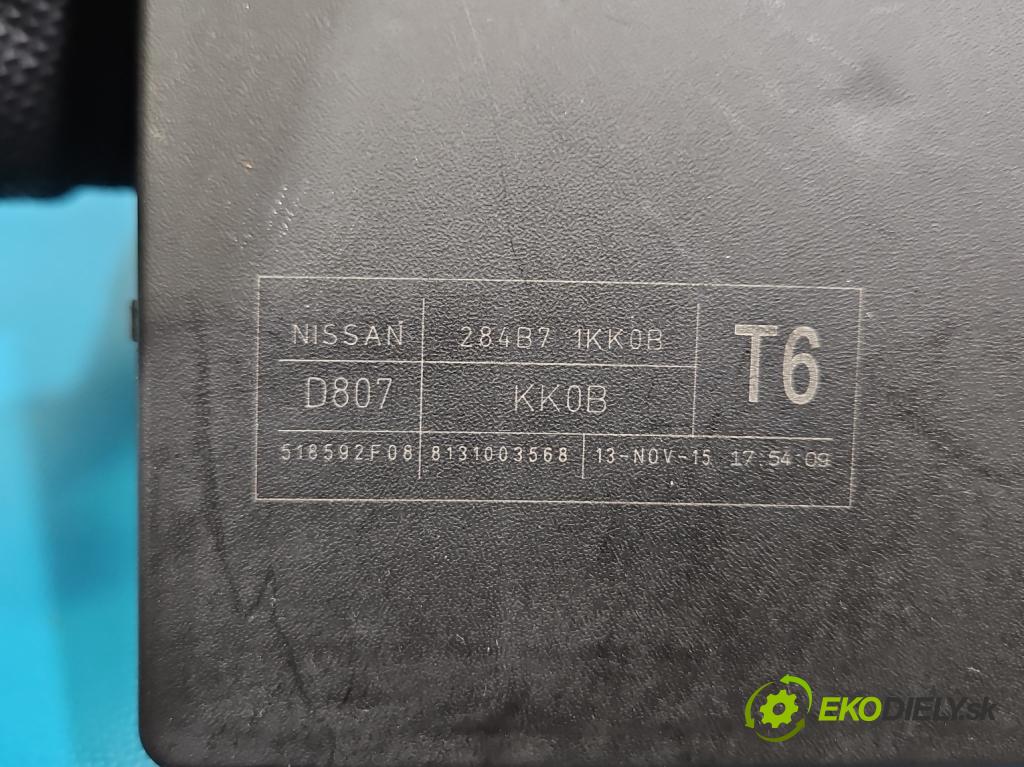 NISSAN 284B7 1KK0B T6
D807 KK0B
518592F08 8131003568 13-NOV-15 17:54:09
EKODIELY.sk